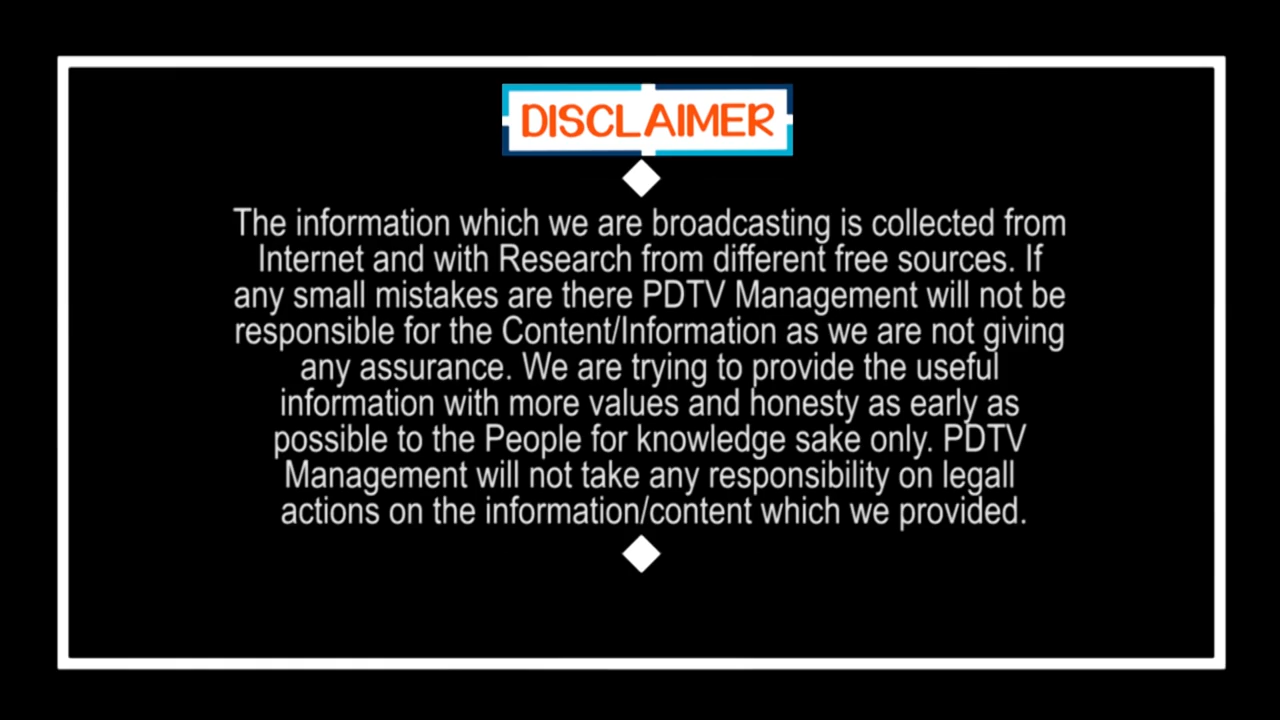 DISCLAIMER
The information which we are broadcasting is collected from
Internet and with Research from different free sources. If
any small mistakes are there PDTV Management will not be
responsible for the Content/Information as we are not giving
any assurance. We are trying to provide the useful
information with more values and honesty as early as
possible to the People for knowledge sake only. PDTV
Management will not take any responsibility on legall
actions on the information/content which we provided.